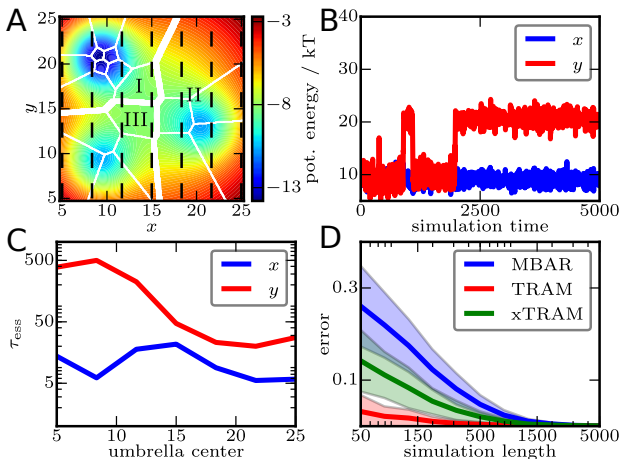 A
25
20
15
10
5
y
5
10
15
20
25
x
I
II
III
−3
−8
−13
pot. energy / kT
B
40
30
20
10
0
2500
5000
simulation time
x
y
C
500
50
5
τess
5
10
15
20
25
umbrella center
x
y
D
0.3
0.1
error
50
150
500
1500
5000
simulation length
MBAR
TRAM
xTRAM